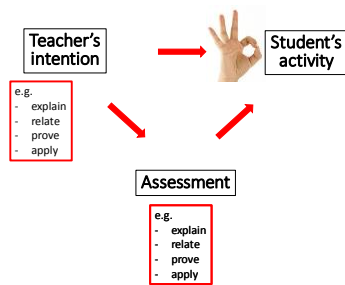 Teacher's
intention
Student's
activity
e.g.
- explain
- relate
- prove
- apply
Assessment
e.g.
- explain
- relate
- prove
- apply